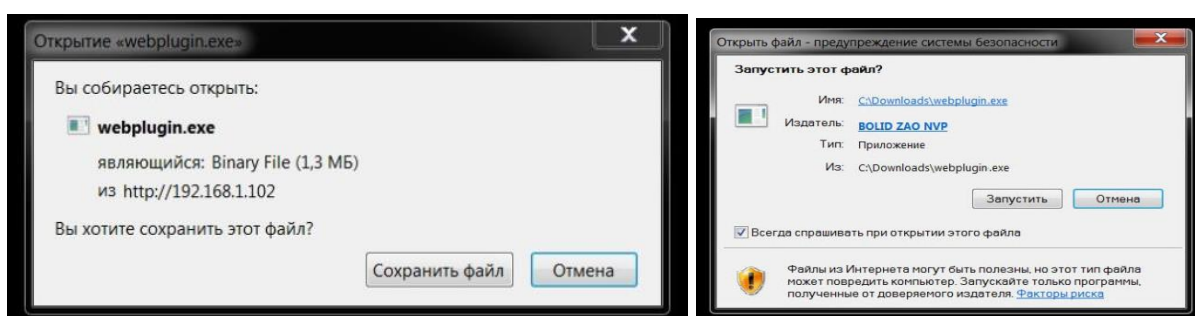 Открытие «webplugin.exe»
X
Вы собираетесь открыть:
webplugin.exe
являющийся: Binary File (1,3 МБ)
из http://192.168.1.102
Вы хотите сохранить этот файл?
Сохранить файл
Отмена
Открыть файл - предупреждение системы безопасности
X
Запустить этот файл?
Имя: C:\Downloads\webplugin.exe
Издатель: BOLID ZAO NVP
Тип: Приложение
Из: C:\Downloads\webplugin.exe
Запустить
Отмена
Всегда спрашивать при открытии этого файла
Файлы из Интернета могут быть полезны, но этот тип файла
может повредить компьютер. Запускайте только программы,
полученные от доверяемого издателя. Факторы риска